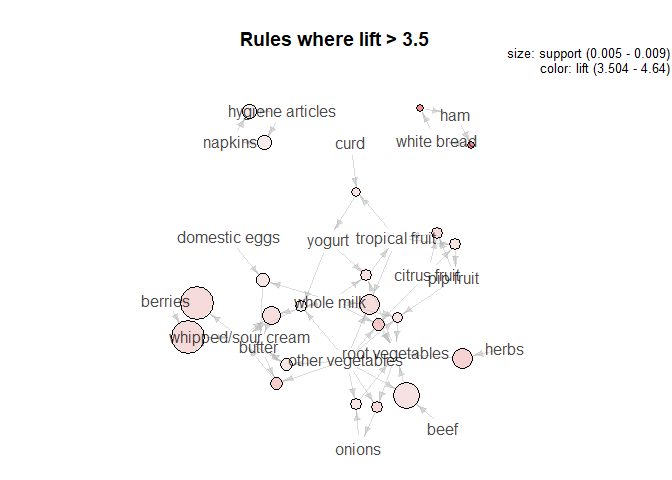 Rules where lift > 3.5
size: support (0.005 - 0.009)
color: lift (3.504 - 4.64)
hygiene articles
ham
napkins
curd
white bread
domestic eggs
yogurt
tropical fruit
citrus fruit
pip fruit
berries
whole milk
whipped/sour cream
butter
other vegetables
root vegetables
herbs
beef
onions